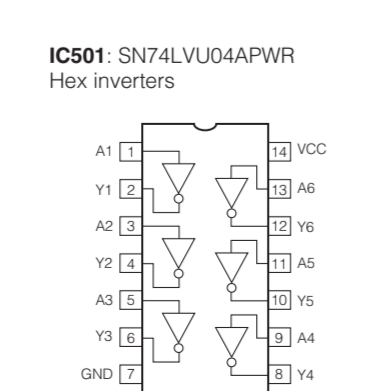 IC501: SN74LVU04APWR
Hex inverters
A1 1 14 VCC
Y1 2 13 A6
A2 3 12 Y6
Y2 4 11 A5
A3 5 10 Y5
Y3 6 9 A4
GND 7 8 Y4